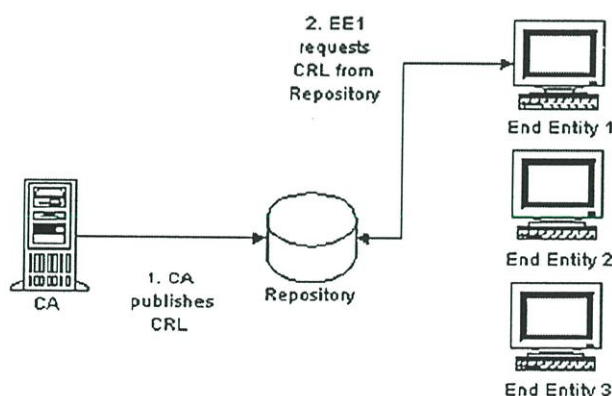 2. EE1
requests
CRL from
Repository
End Entity 1
End Entity 2
Repository
CA
1. CA
publishes
CRL
End Entity 3